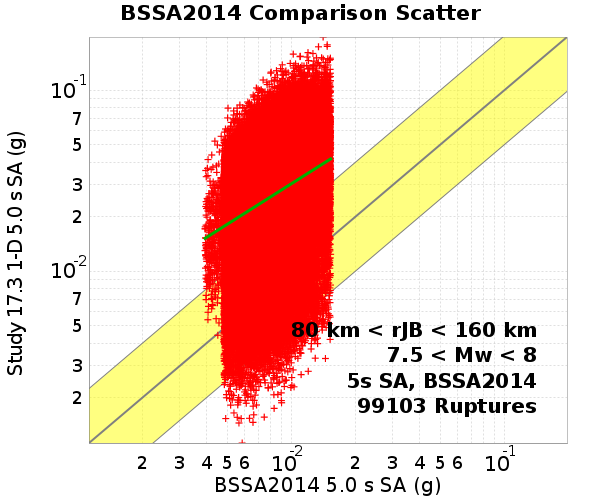 BSSA2014 Comparison Scatter
Study 17.3 1-D 5.0 s SA (g)
10-1
7
5
3
2
10-2
7
5
3
2
80 km < rJB < 160 km
7.5 < Mw < 8
5s SA, BSSA2014
99103 Ruptures
2 3 4 5 6 10-2 2 3 4 5 6 10-1
BSSA2014 5.0 s SA (g)